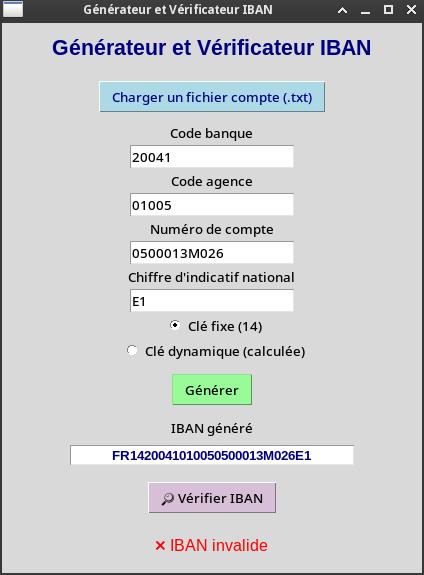 Générateur et Vérificateur IBAN
Générateur et Vérificateur IBAN
Charger un fichier compte (.txt)
Code banque
20041
Code agence
01005
Numéro de compte
0500013M026
Chiffre d'indicatif national
E1
Clé fixe (14)
Clé dynamique (calculée)
Générer
IBAN généré
FR1420041010050500013M026E1
🔎 Vérifier IBAN
❌ IBAN invalide